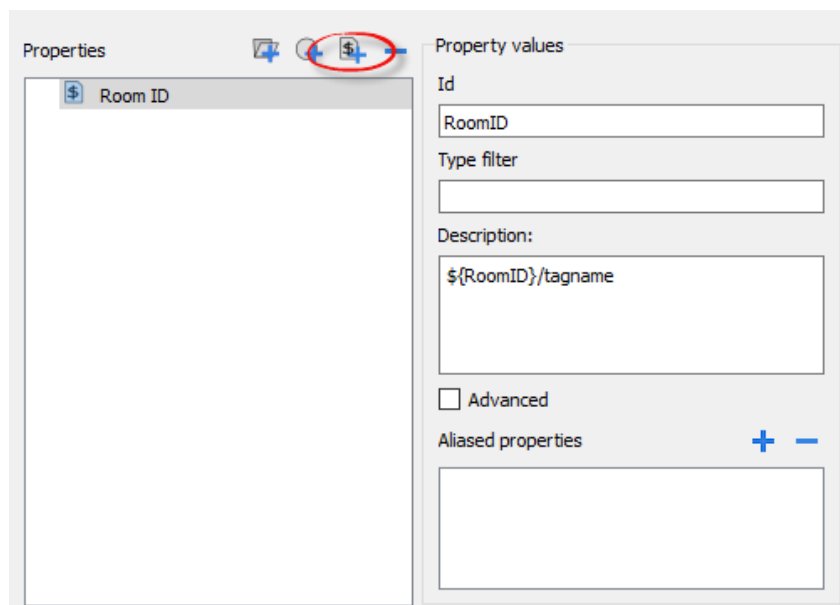 Properties
Room ID
Property values
Id
RoomID
Type filter
Description:
${RoomID}/tagname
Advanced
Aliased properties